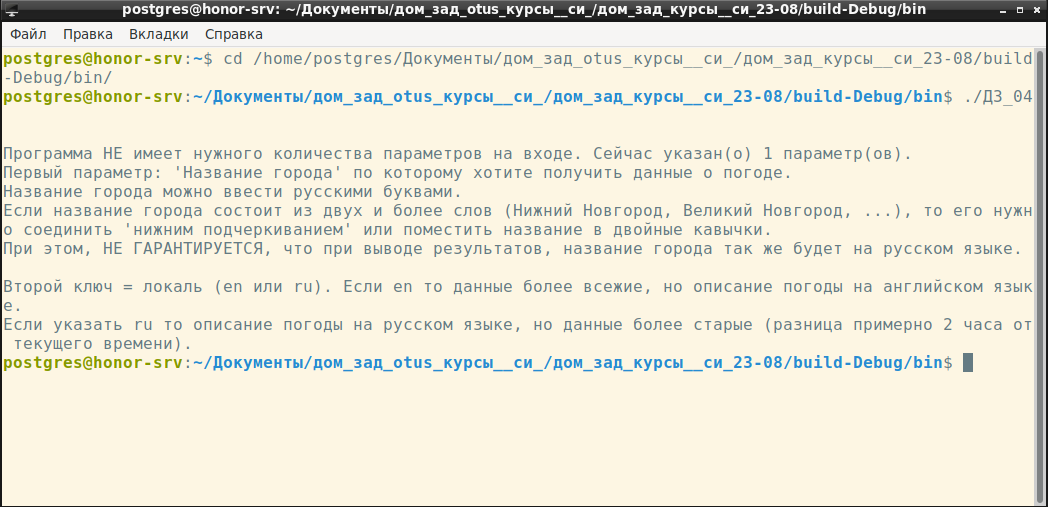 postgres@honor-srv: ~/Документы/дом_зад_otus_курсы__си_/дом_зад_курсы__си_23-08/build-Debug/bin
Файл Правка Вкладки Справка
postgres@honor-srv:~$ cd /home/postgres/Документы/дом_зад_otus_курсы__си_/дом_зад_курсы__си_23-08/build
-Debug/bin/
postgres@honor-srv:~/Документы/дом_зад_otus_курсы__си_/дом_зад_курсы__си_23-08/build-Debug/bin$ ./ДЗ_04
Программа НЕ имеет нужного количества параметров на входе. Сейчас указан(о) 1 параметр(ов).
Первый параметр: 'Название города' по которому хотите получить данные о погоде.
Название города можно ввести русскими буквами.
Если название города состоит из двух и более слов (Нижний Новгород, Великий Новгород, ...), то его нужн
о соединить 'нижним подчеркиванием' или поместить название в двойные кавычки.
При этом, НЕ ГАРАНТИРУЕТСЯ, что при выводе результатов, название города так же будет на русском языке.
Второй ключ = локаль (en или ru). Если en то данные более всежие, но описание погоды на английском язык
е.
Если указать ru то описание погоды на русском языке, но данные более старые (разница примерно 2 часа от
текущего времени).
postgres@honor-srv:~/Документы/дом_зад_otus_курсы__си_/дом_зад_курсы__си_23-08/build-Debug/bin$